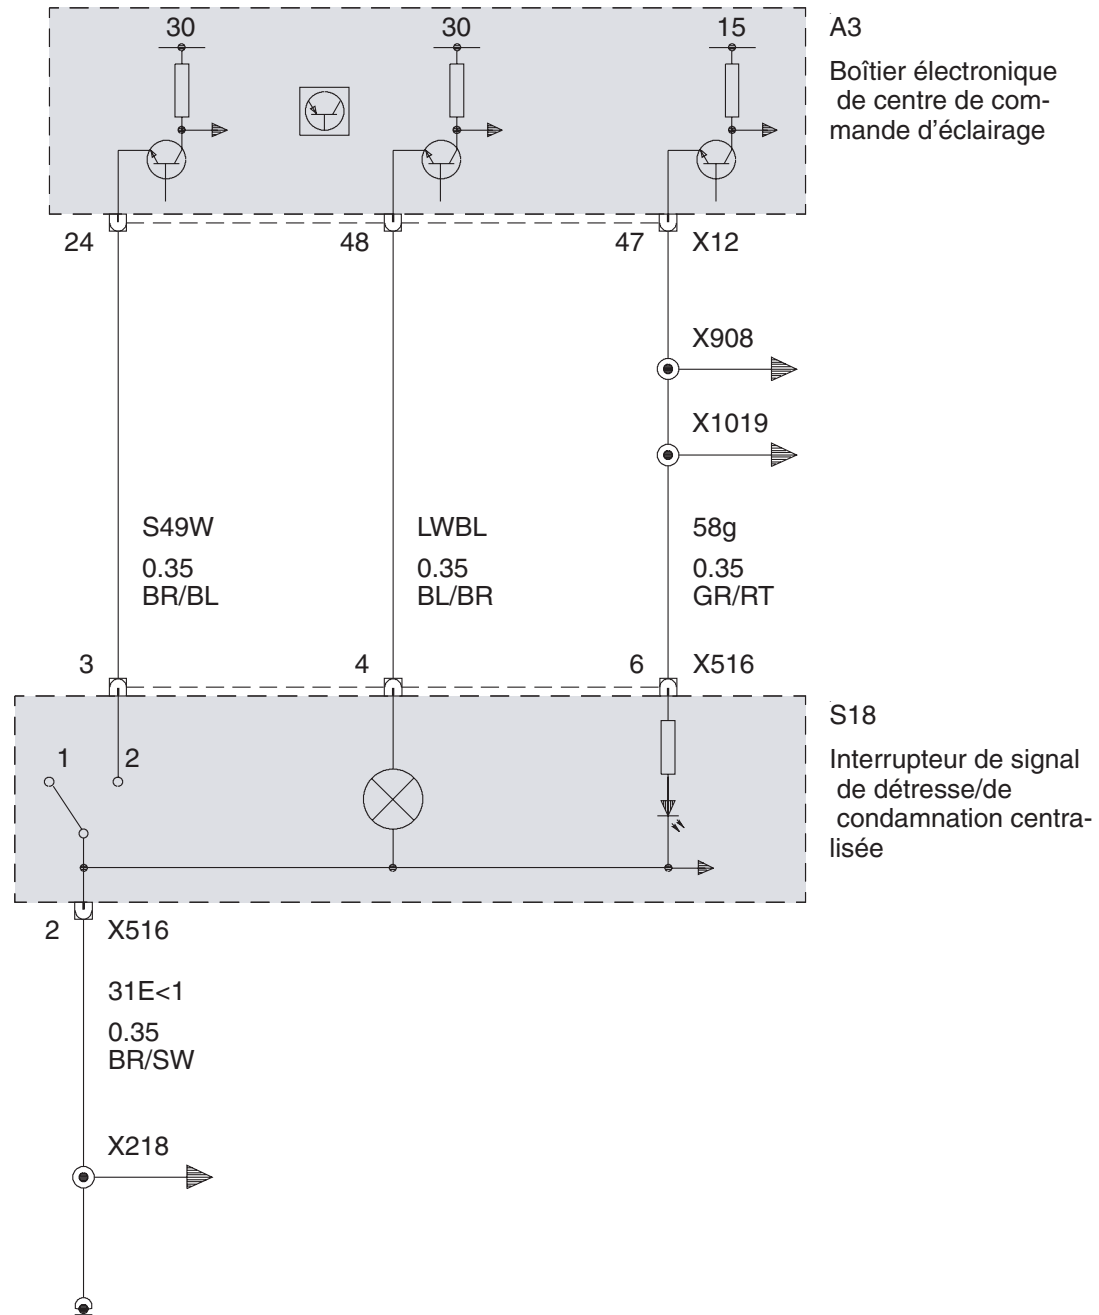 30 30 15 A3
Boîtier électronique
de centre de com-
mande d'éclairage
24 48 47 X12
X908
X1019
S49W LWBL 58g
0.35 0.35 0.35
BR/BL BL/BR GR/RT
3 4 6 X516
S18
1 2
Interrupteur de signal
de détresse/de
condamnation centra-
lisée
2 X516
31E<1
0.35
BR/SW
X218